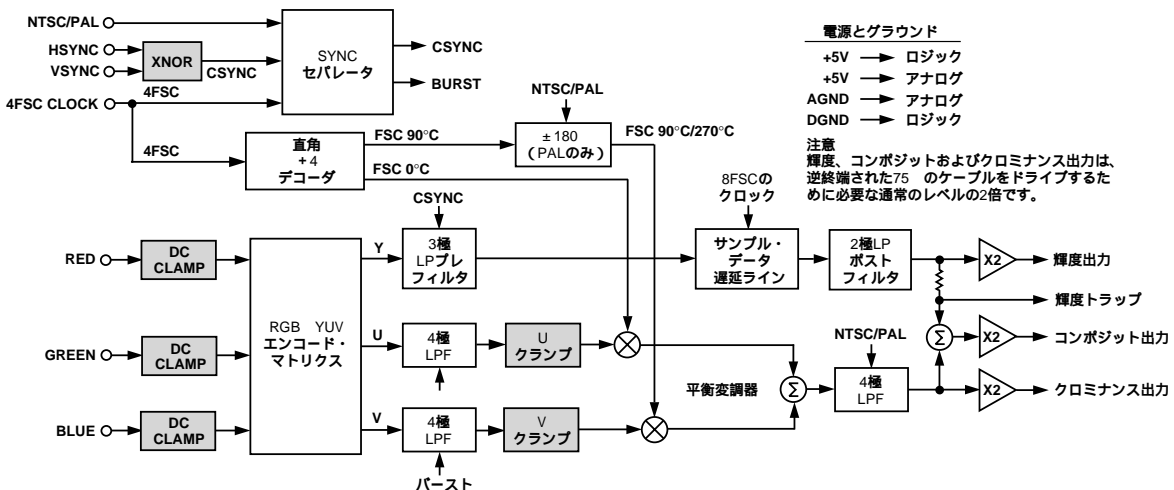 NTSC/PAL
HSYNC
VSYNC
XNOR
CSYNC
4FSC CLOCK
4FSC
SYNC
セパレータ
CSYNC
BURST
4FSC
直角
+4
デコーダ
FSC 90°C
FSC 0°C
NTSC/PAL
±180
(PALのみ)
FSC 90°C/270°C
電源とグラウンド
+5V ロジック
+5V アナログ
AGND アナログ
DGND ロジック
注意
輝度、コンポジットおよびクロミナンス出力は、
逆終端された75 のケーブルをドライブするた
めに必要な通常のレベルの2倍です。
RED
DC
CLAMP
GREEN
DC
CLAMP
BLUE
DC
CLAMP
RGB YUV
エンコード・
マトリクス
Y
U
V
CSYNC
3極
LPプレ
フィルタ
4極
LPF
U
クランプ
4極
LPF
V
クランプ
バースト
8FSCの
クロック
サンプル・
データ
遅延ライン
2極LP
ポスト
フィルタ
平衡変調器
Σ
NTSC/PAL
4極
LPF
Σ
X2
輝度出力
輝度トラップ
X2
コンポジット出力
X2
クロミナンス出力